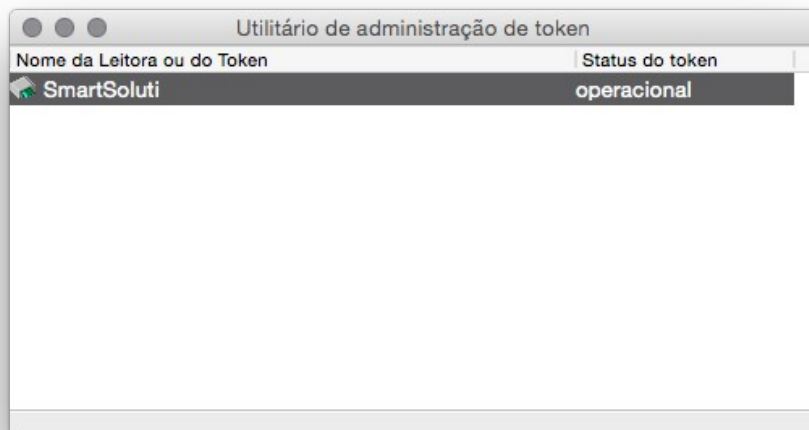 Utilitário de administração de token
Nome da Leitora ou do Token Status do token
SmartSoluti operacional